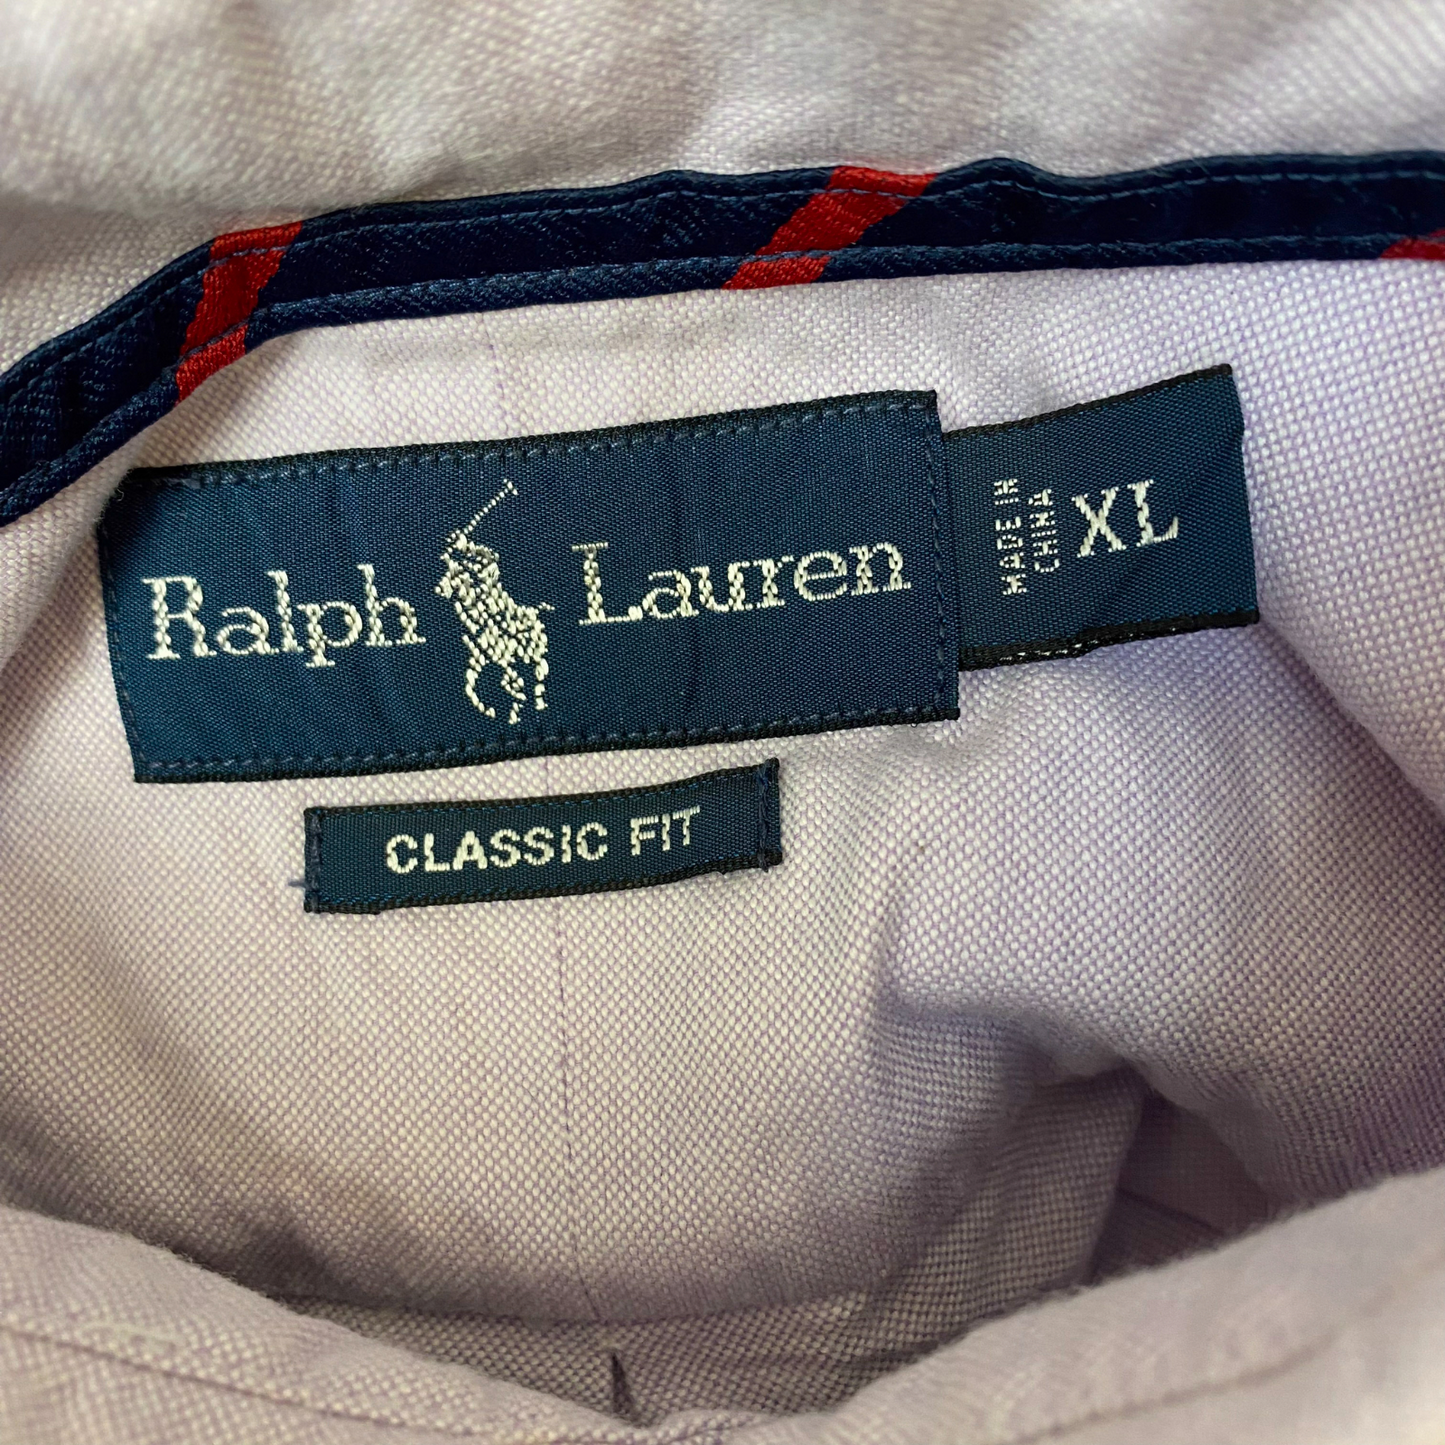 Ralph Lauren
MADE IN
CHINA
XL
CLASSIC FIT